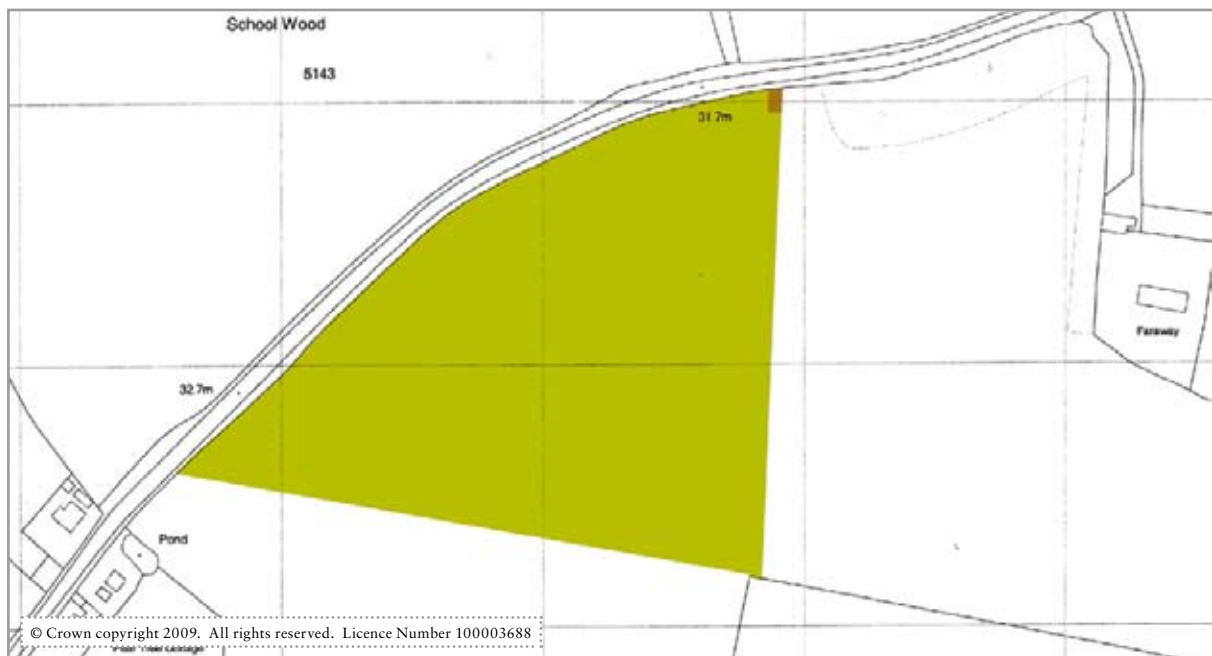 School Wood
5143
31.7m
32.7m
Faraway
Pond
© Crown copyright 2009. All rights reserved. Licence Number 100003688